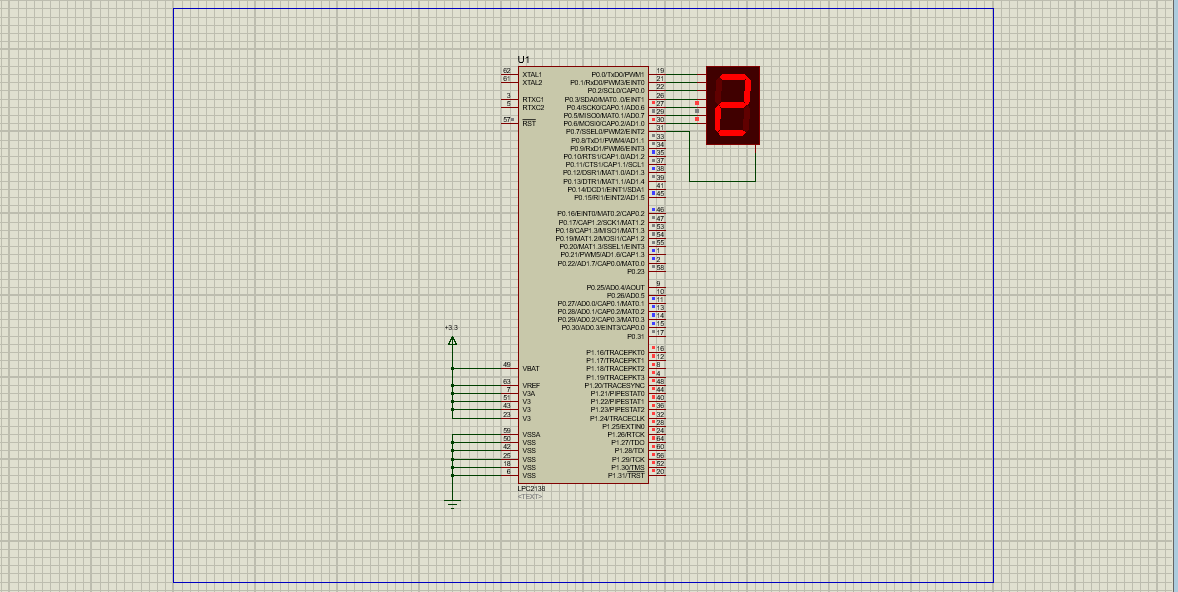 U1
62 XTAL1 P0.0/TxD0/PWM1 19
61 XTAL2 P0.1/RxD0/PWM3/EINT0 21
P0.2/SCL0/CAP0.0 22
3 RTXC1 P0.3/SDA0/MAT0..0/EINT1 26
5 RTXC2 P0.4/SCK0/CAP0.1/AD0.6 27
P0.5/MISO0/MAT0.1/AD0.7 29
57 RST P0.6/MOSI0/CAP0.2/AD1.0 30
P0.7/SSEL0/PWM2/EINT2 31
P0.8/TxD1/PWM4/AD1.1 33
P0.9/RxD1/PWM6/EINT3 34
P0.10/RTS1/CAP1.0/AD1.2 35
P0.11/CTS1/CAP1.1/SCL1 37
P0.12/DSR1/MAT1.0/AD1.3 38
P0.13/DTR1/MAT1.1/AD1.4 39
P0.14/DCD1/EINT1/SDA1 41
P0.15/RI1/EINT2/AD1.5 45
P0.16/EINT0/MAT0.2/CAP0.2 46
P0.17/CAP1.2/SCK1/MAT1.2 47
P0.18/CAP1.3/MISO1/MAT1.3 53
P0.19/MAT1.2/MOSI1/CAP1.2 54
P0.20/MAT1.3/SSEL1/EINT3 55
P0.21/PWM5/AD1.6/CAP1.3 1
P0.22/AD1.7/CAP0.0/MAT0.0 2
P0.23 58
P0.25/AD0.4/AOUT 9
P0.26/AD0.5 10
P0.27/AD0.0/CAP0.1/MAT0.1 11
P0.28/AD0.1/CAP0.2/MAT0.2 13
P0.29/AD0.2/CAP0.3/MAT0.3 14
P0.30/AD0.3/EINT3/CAP0.0 15
P0.31 17
+3.3
P1.16/TRACEPKT0 16
P1.17/TRACEPKT1 12
49 VBAT P1.18/TRACEPKT2 8
P1.19/TRACEPKT3 4
63 VREF P1.20/TRACESYNC 48
7 V3A P1.21/PIPESTAT0 44
51 V3 P1.22/PIPESTAT1 40
43 V3 P1.23/PIPESTAT2 36
23 V3 P1.24/TRACECLK 32
P1.25/EXTIN0 28
59 VSSA P1.26/RTCK 24
50 VSS P1.27/TDO 64
42 VSS P1.28/TDI 60
25 VSS P1.29/TCK 56
18 VSS P1.30/TMS 52
6 VSS P1.31/TRST 20
LPC2138
<TEXT>
2